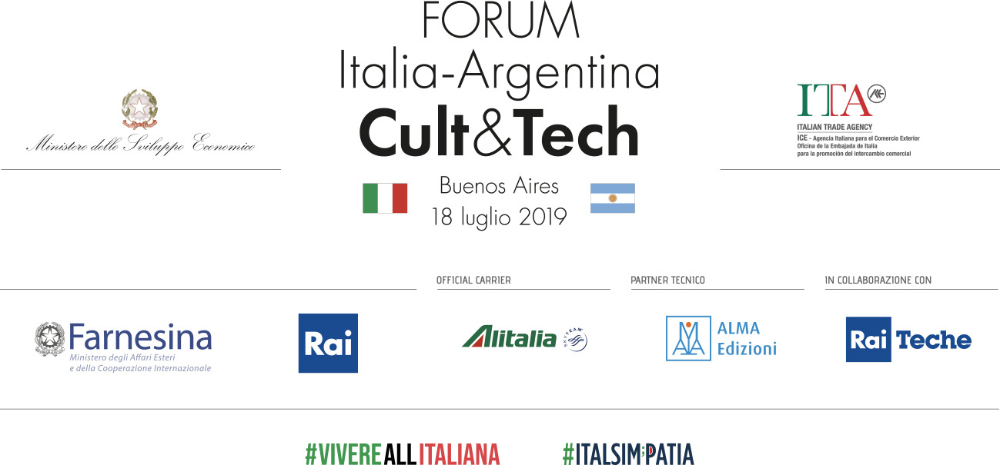 FORUM
Italia-Argentina
Cult&Tech
Buenos Aires
18 luglio 2019
Ministero dello Sviluppo Economico
ITA
ITALIAN TRADE AGENCY
ICE - Agencia Italiana para el Comercio Exterior
Oficina de la Embajada de Italia
para la promoción del intercambio comercial
Farnesina
Ministero degli Affari Esteri
e della Cooperazione Internazionale
Rai
OFFICIAL CARRIER
Alitalia
SKYTEAM
PARTNER TECNICO
ALMA
Edizioni
IN COLLABORAZIONE CON
Rai Teche
#VIVEREALLITALIANA
#ITALSIM;PATIA